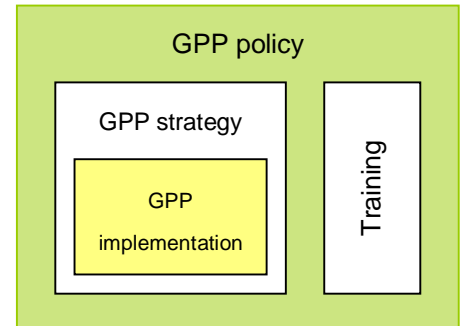 GPP policy
GPP strategy
GPP
implementation
Training